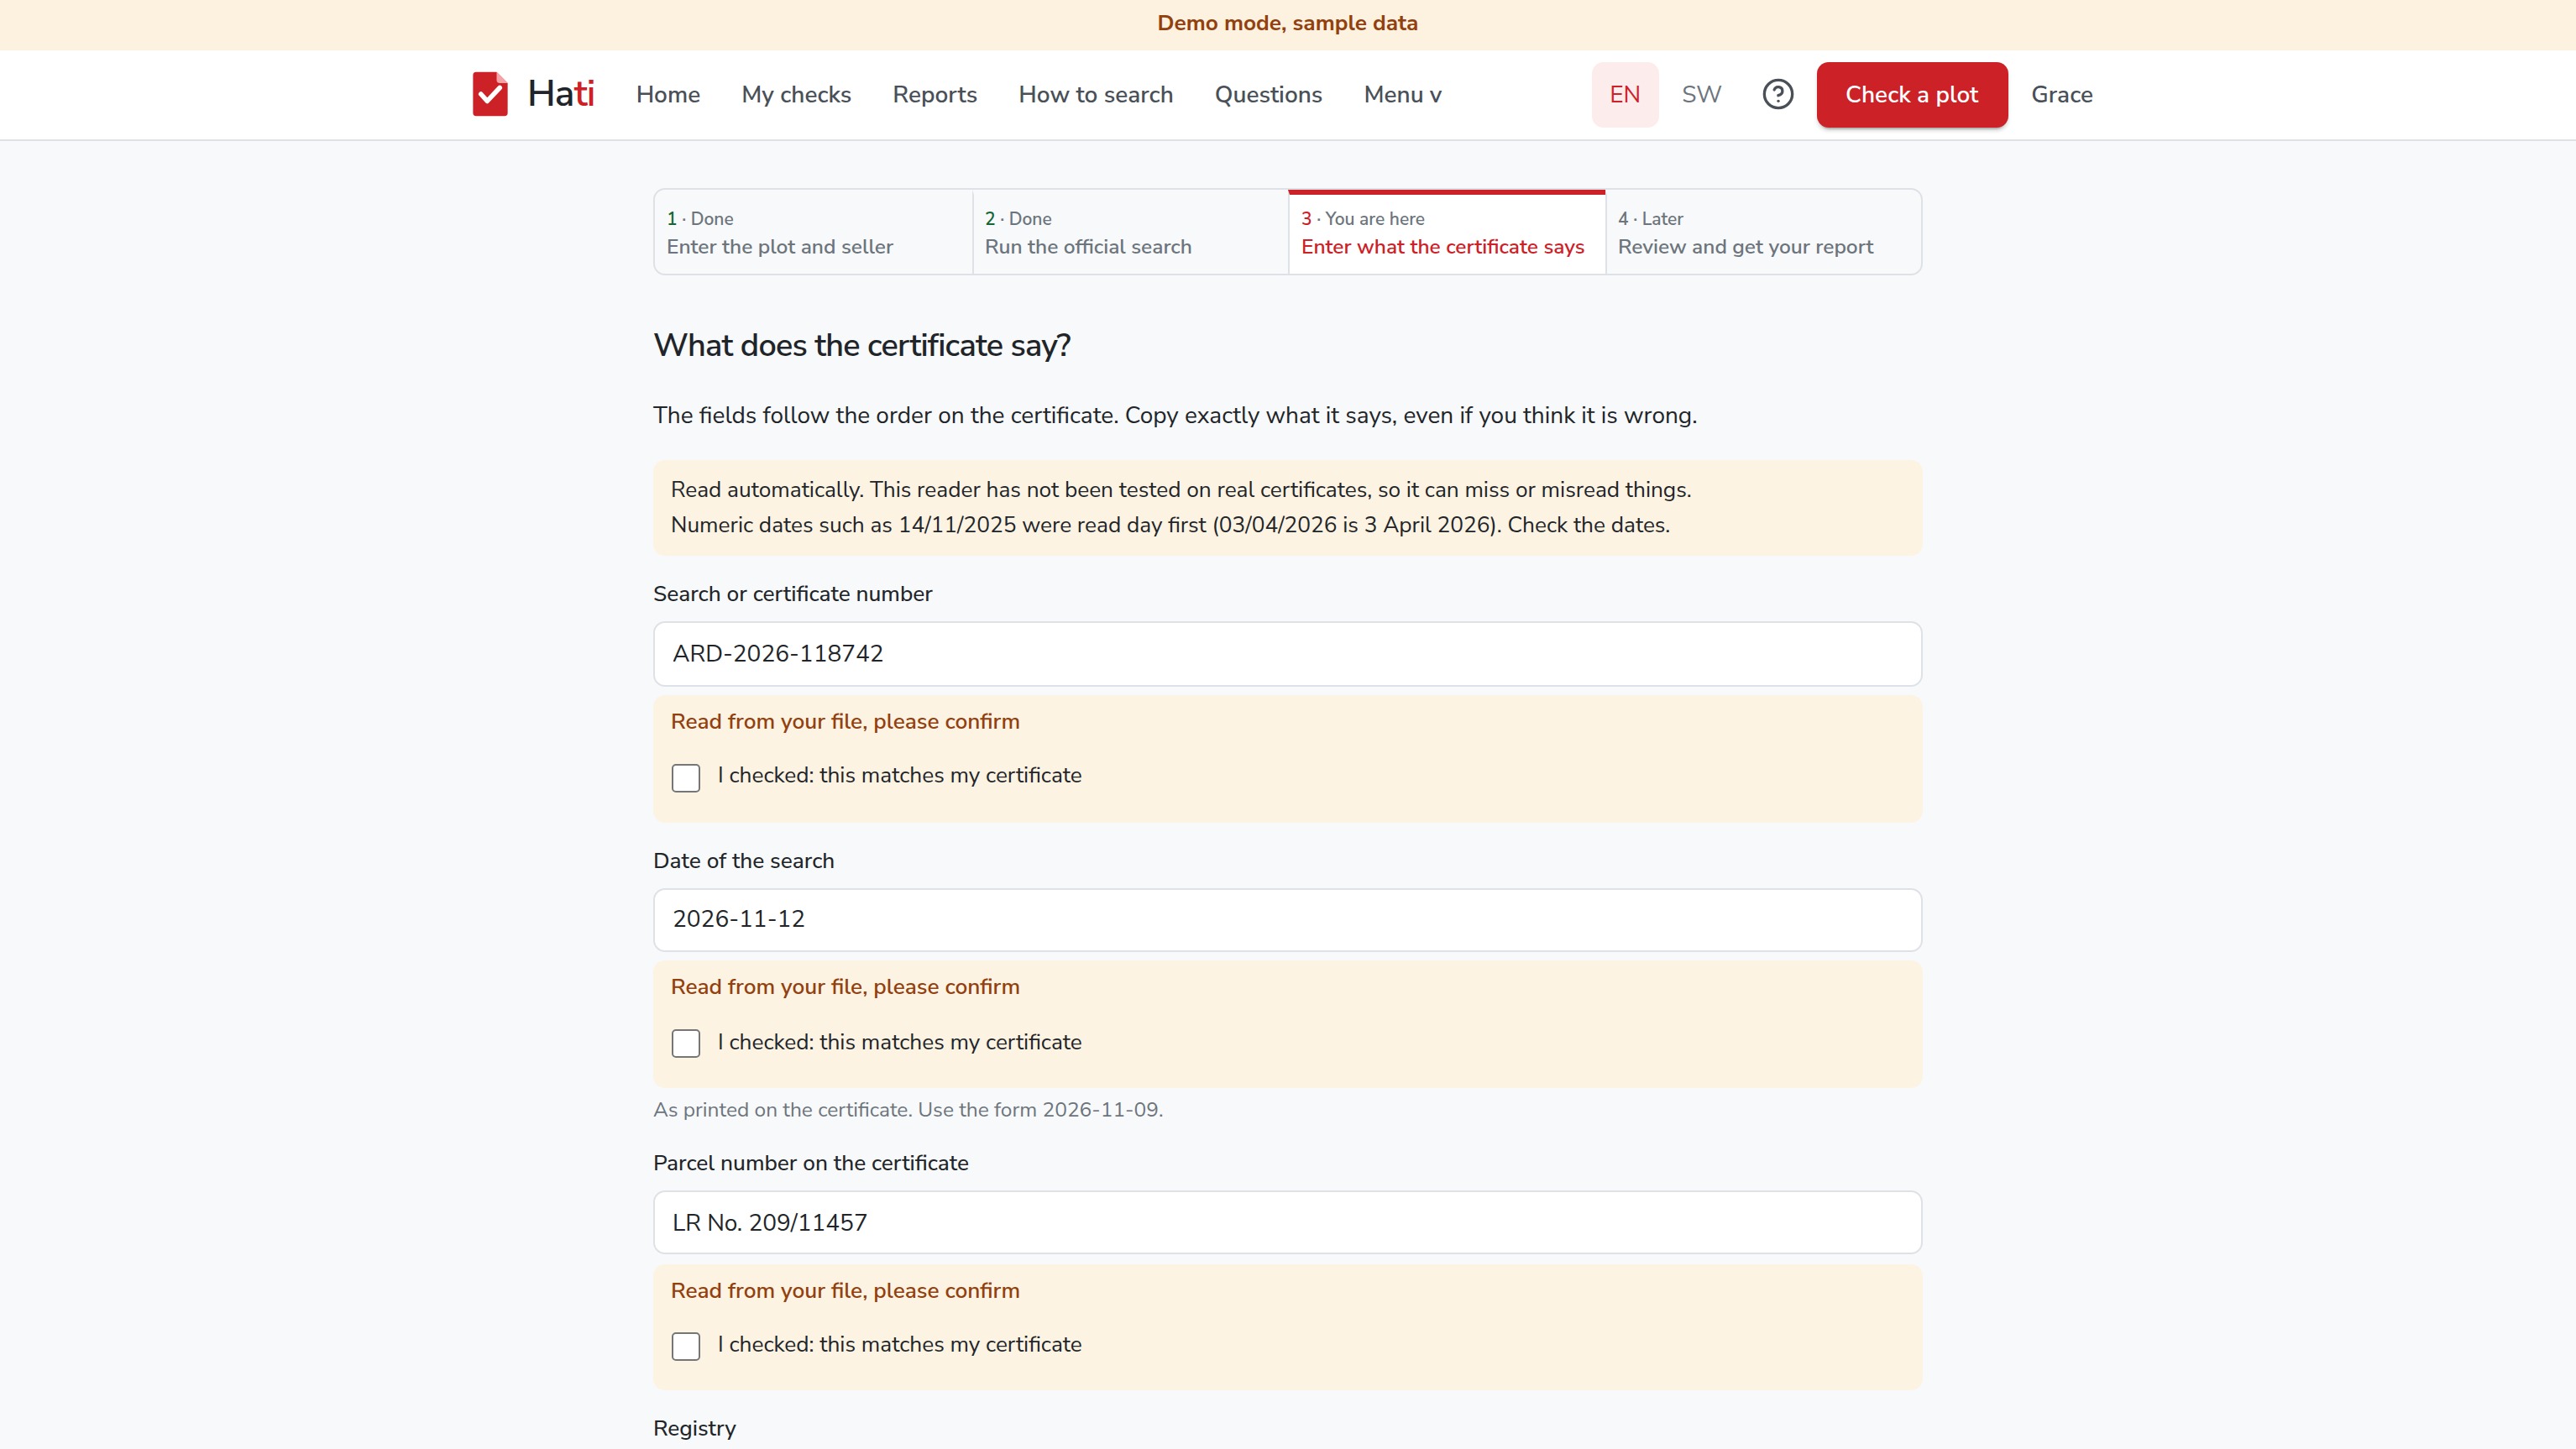 Demo mode, sample data
Hati
Home
My checks
Reports
How to search
Questions
Menu v
EN
SW
?
Check a plot
Grace
1 · Done
Enter the plot and seller
2 · Done
Run the official search
3 · You are here
Enter what the certificate says
4 · Later
Review and get your report
What does the certificate say?
The fields follow the order on the certificate. Copy exactly what it says, even if you think it is wrong.
Read automatically. This reader has not been tested on real certificates, so it can miss or misread things.
Numeric dates such as 14/11/2025 were read day first (03/04/2026 is 3 April 2026). Check the dates.
Search or certificate number
ARD-2026-118742
Read from your file, please confirm
I checked: this matches my certificate
Date of the search
2026-11-12
Read from your file, please confirm
I checked: this matches my certificate
As printed on the certificate. Use the form 2026-11-09.
Parcel number on the certificate
LR No. 209/11457
Read from your file, please confirm
I checked: this matches my certificate
Registry